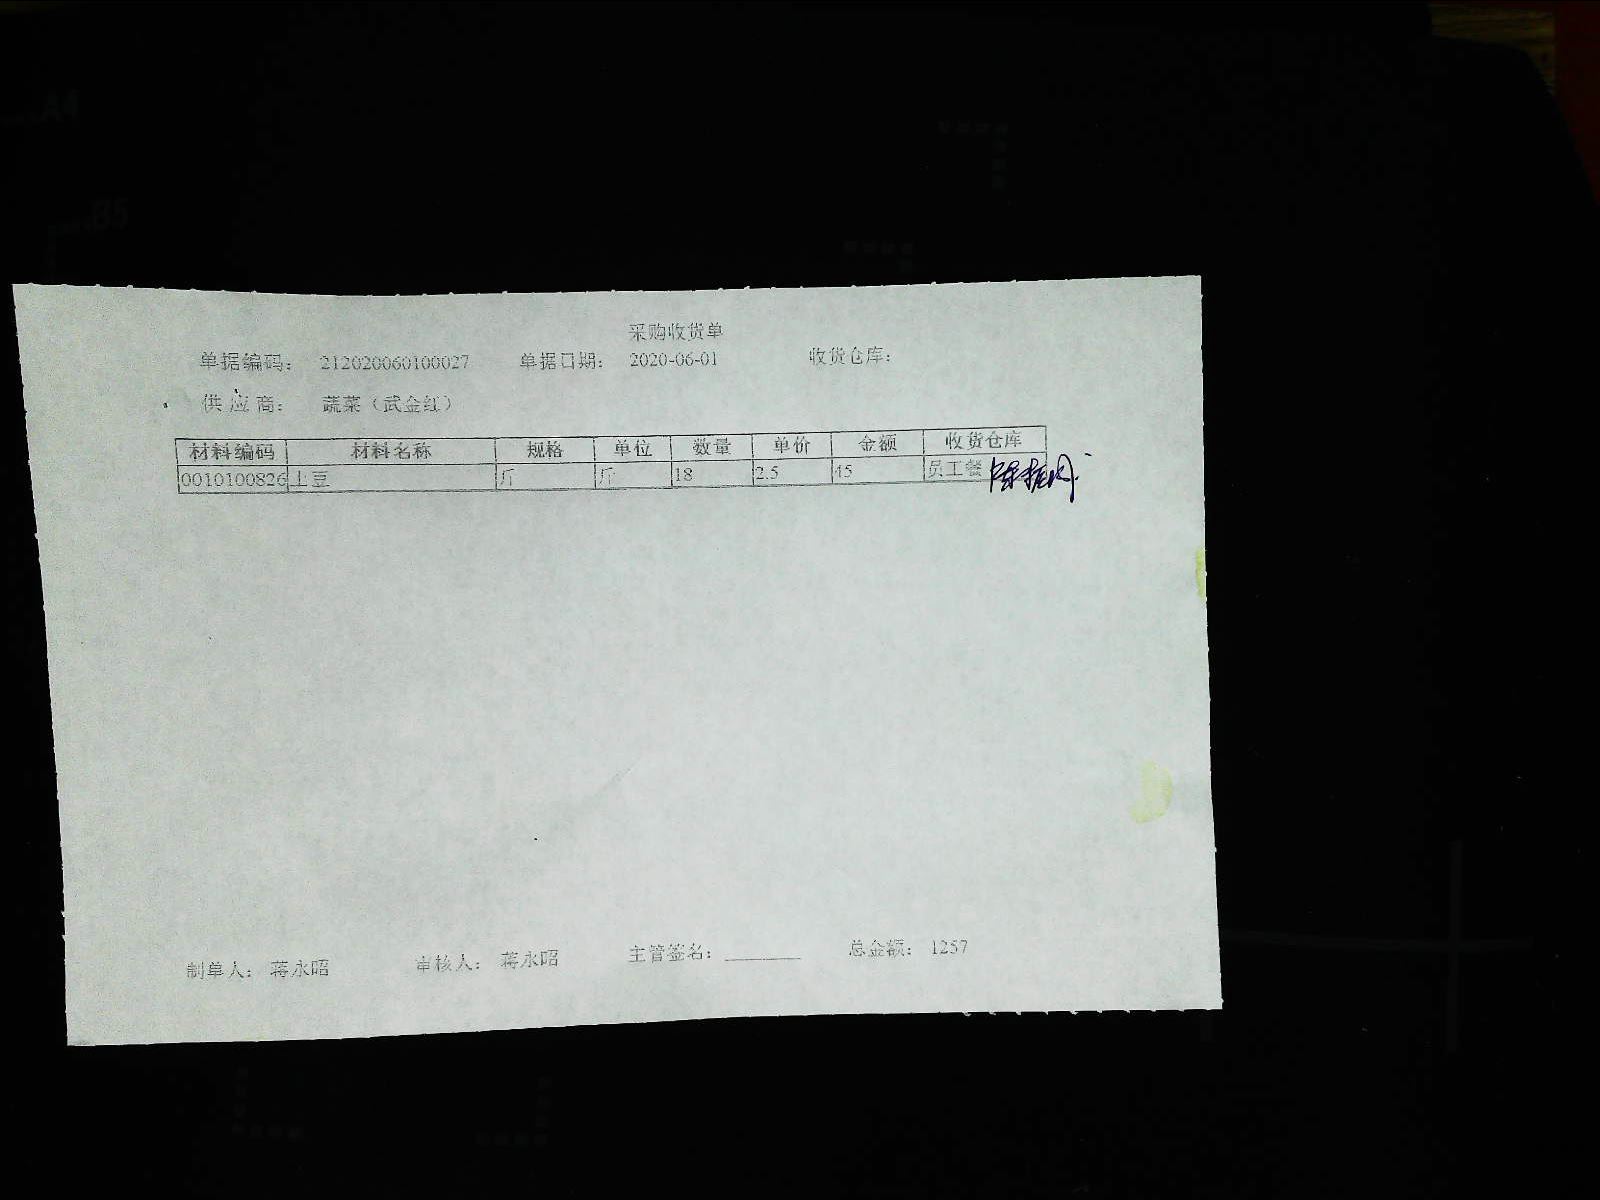 A4
B5
采购收货单
单据编码： 212020060100027 单据日期： 2020-06-01 收货仓库：
供 应 商： 蔬菜（武金红）
材料编码 材料名称 规格 单位 数量 单价 金额 收货仓库
0010100826 土豆 斤 斤 18 2.5 45 员工餐
制单人： 蒋永昭 审核人： 蒋永昭 主管签名： 总金额： 1257